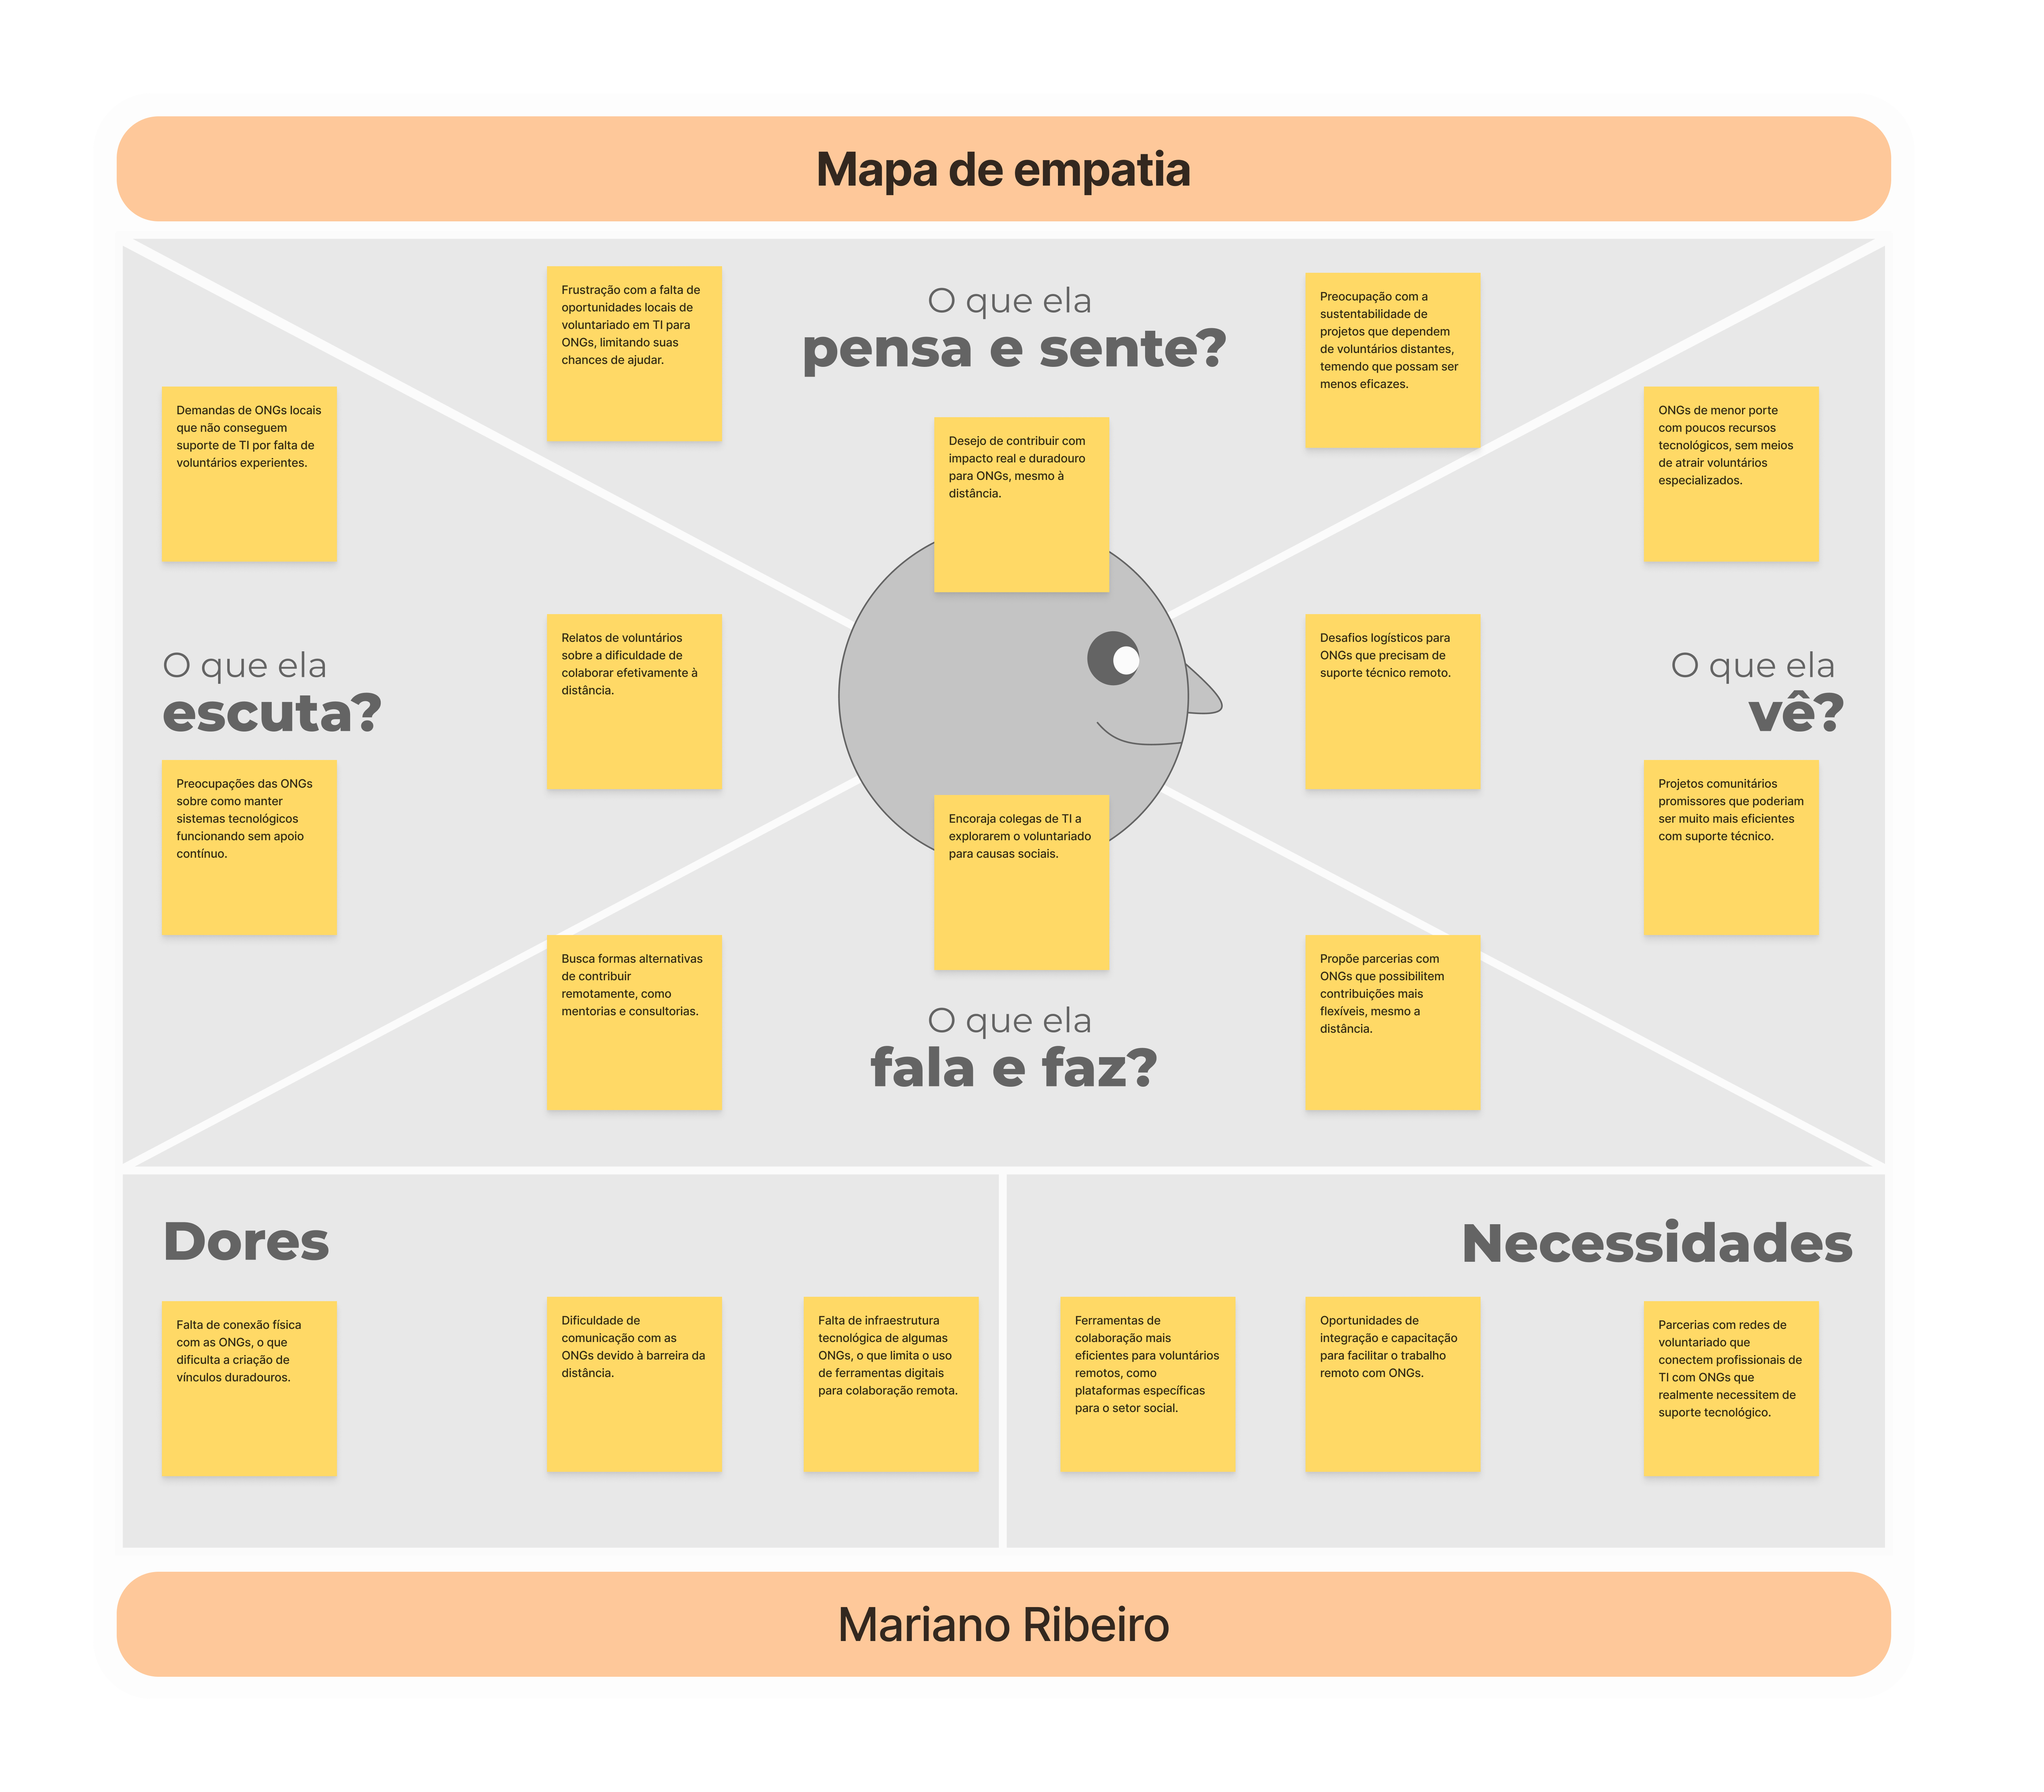 Mapa de empatia
O que ela
pensa e sente?
Frustração com a falta de
oportunidades locais de
voluntariado em TI para
ONGs, limitando suas
chances de ajudar.
Desejo de contribuir com
impacto real e duradouro
para ONGs, mesmo à
distância.
Preocupação com a
sustentabilidade de
projetos que dependem
de voluntários distantes,
temendo que possam ser
menos eficazes.
O que ela
escuta?
Demandas de ONGs locais
que não conseguem
suporte de TI por falta de
voluntários experientes.
Relatos de voluntários
sobre a dificuldade de
colaborar efetivamente à
distância.
Preocupações das ONGs
sobre como manter
sistemas tecnológicos
funcionando sem apoio
contínuo.
O que ela
vê?
ONGs de menor porte
com poucos recursos
tecnológicos, sem meios
de atrair voluntários
especializados.
Desafios logísticos para
ONGs que precisam de
suporte técnico remoto.
Projetos comunitários
promissores que poderiam
ser muito mais eficientes
com suporte técnico.
Encoraja colegas de TI a
explorarem o voluntariado
para causas sociais.
O que ela
fala e faz?
Busca formas alternativas
de contribuir
remotamente, como
mentorias e consultorias.
Propõe parcerias com
ONGs que possibilitem
contribuições mais
flexíveis, mesmo a
distância.
Dores
Falta de conexão física
com as ONGs, o que
dificulta a criação de
vínculos duradouros.
Dificuldade de
comunicação com as
ONGs devido à barreira da
distância.
Falta de infraestrutura
tecnológica de algumas
ONGs, o que limita o uso
de ferramentas digitais
para colaboração remota.
Necessidades
Ferramentas de
colaboração mais
eficientes para voluntários
remotos, como
plataformas específicas
para o setor social.
Oportunidades de
integração e capacitação
para facilitar o trabalho
remoto com ONGs.
Parcerias com redes de
voluntariado que
conectem profissionais de
TI com ONGs que
realmente necessitem de
suporte tecnológico.
Mariano Ribeiro